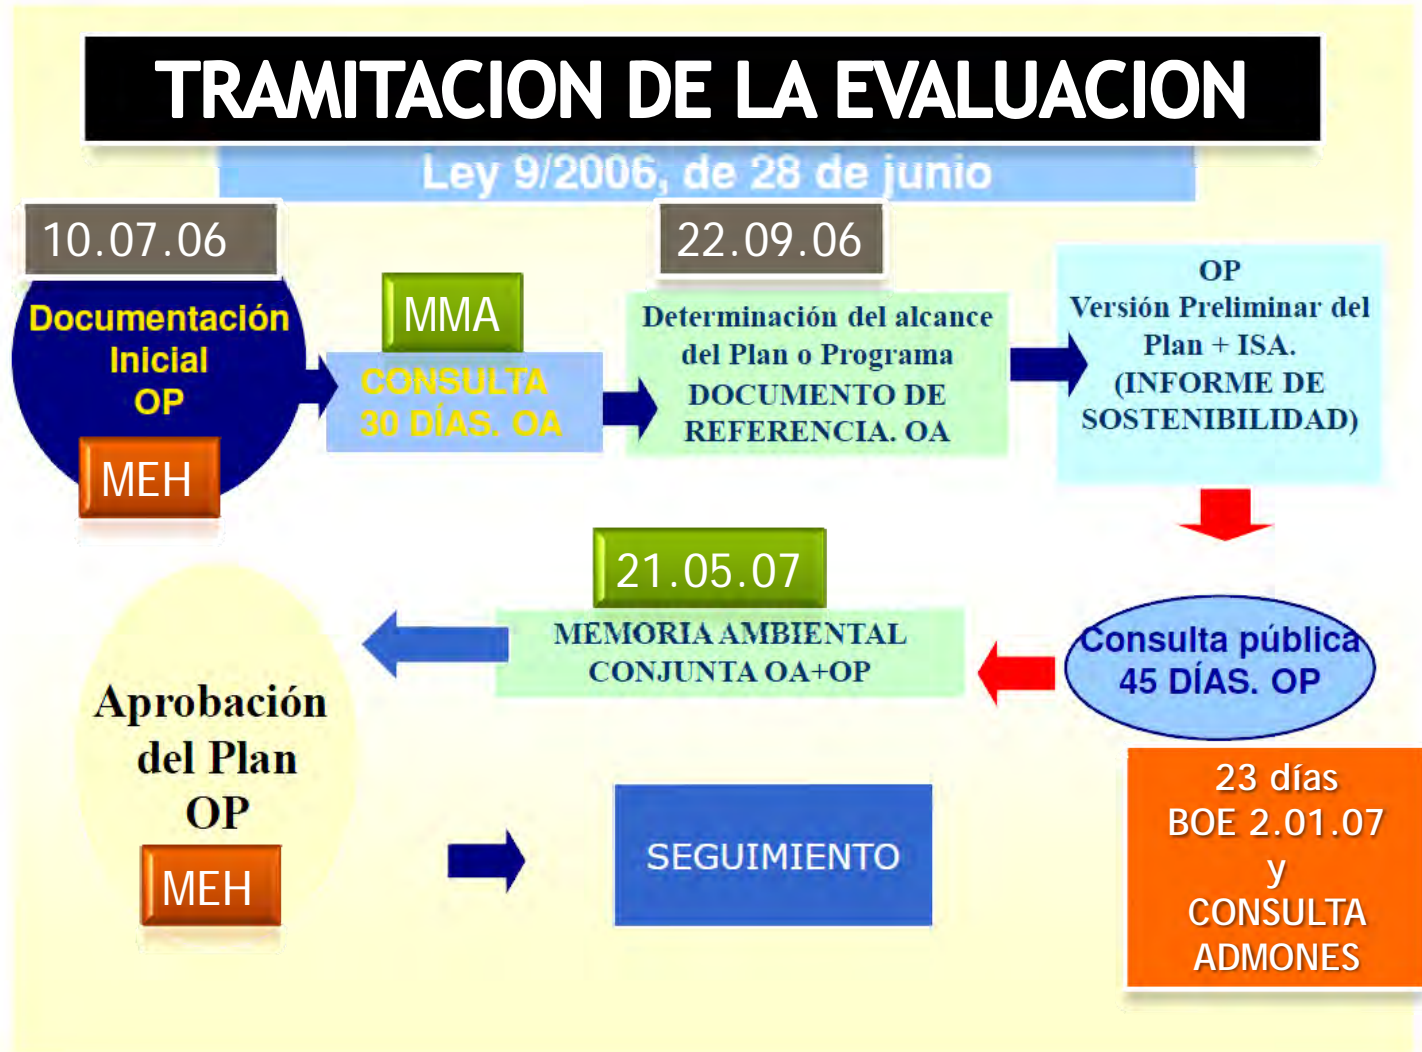 TRAMITACION DE LA EVALUACION
Ley 9/2006, de 28 de junio
10.07.06
Documentación
Inicial
OP
MEH
MMA
CONSULTA
30 DÍAS. OA
22.09.06
Determinación del alcance
del Plan o Programa
DOCUMENTO DE
REFERENCIA. OA
OP
Versión Preliminar del
Plan + ISA.
(INFORME DE
SOSTENIBILIDAD)
Consulta pública
45 DÍAS. OP
23 días
BOE 2.01.07
y
CONSULTA
ADMONES
21.05.07
MEMORIA AMBIENTAL
CONJUNTA OA+OP
Aprobación
del Plan
OP
MEH
SEGUIMIENTO